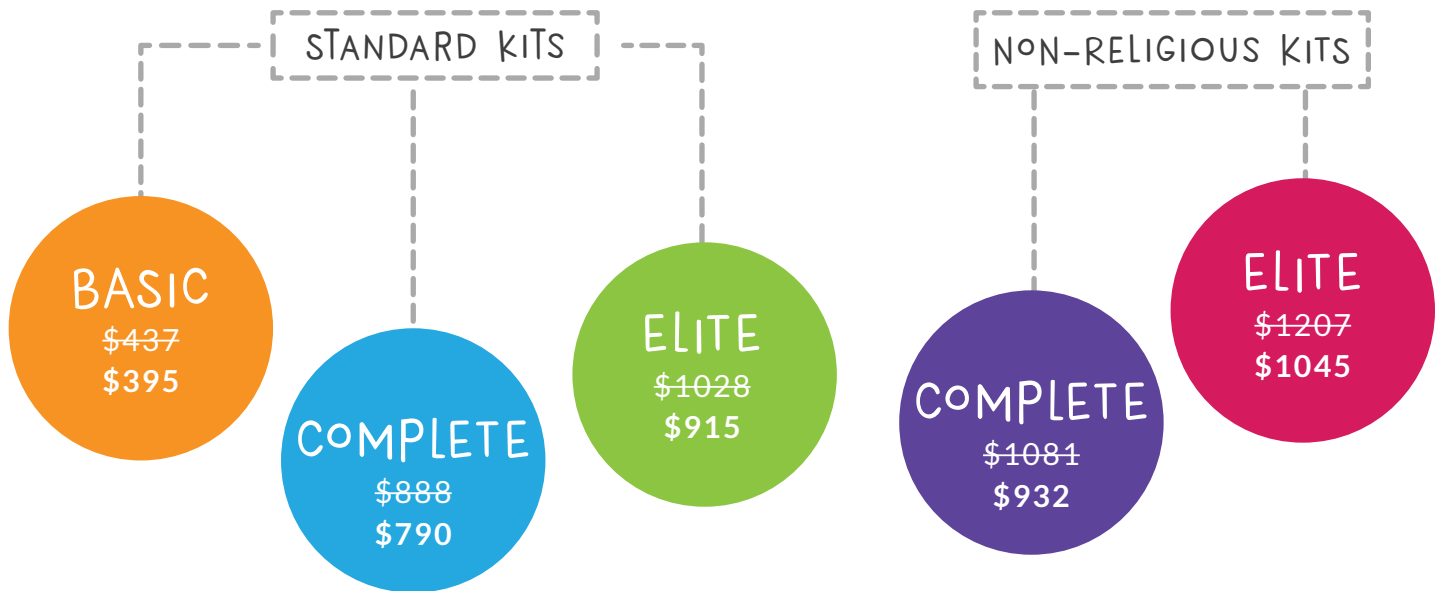 STANDARD KITS
BASIC
$437
$395
COMPLETE
$888
$790
ELITE
$1028
$915
NON-RELIGIOUS KITS
COMPLETE
$1081
$932
ELITE
$1207
$1045